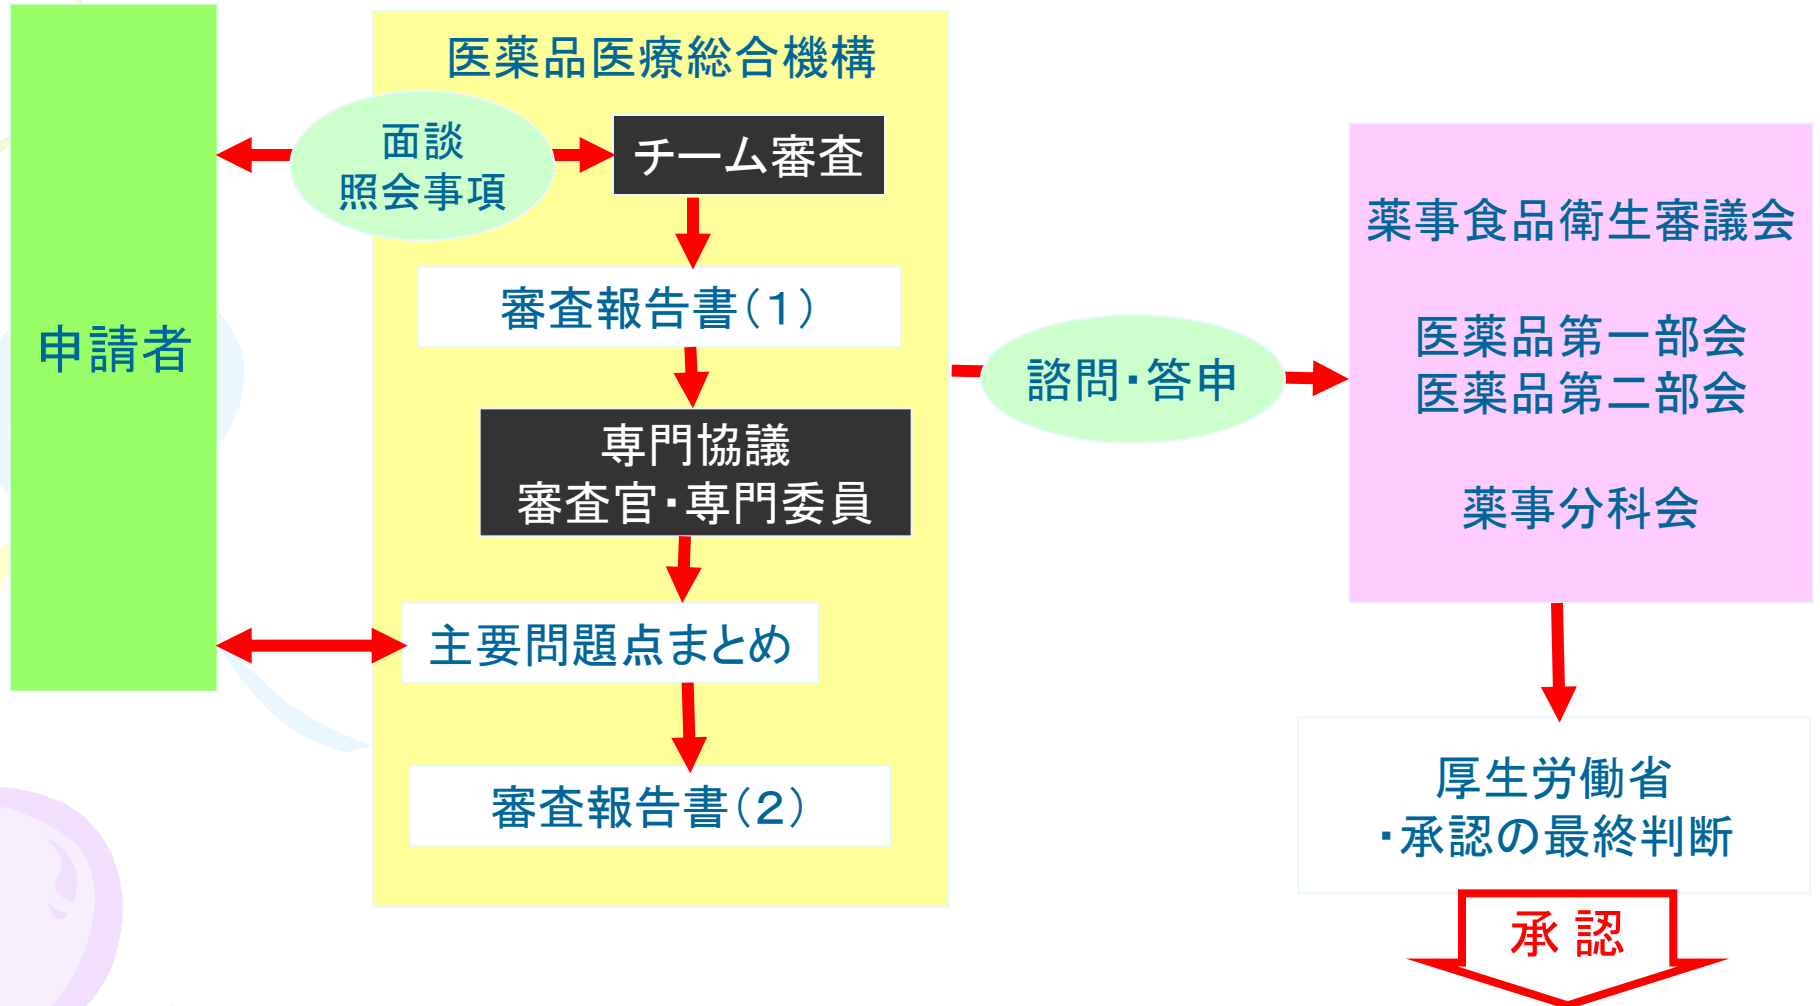 申請者
医薬品医療総合機構
面談
照会事項
チーム審査
審査報告書（１）
専門協議
審査官・専門委員
主要問題点まとめ
審査報告書（２）
諮問・答申
薬事食品衛生審議会
医薬品第一部会
医薬品第二部会
薬事分科会
厚生労働省
・承認の最終判断
承 認